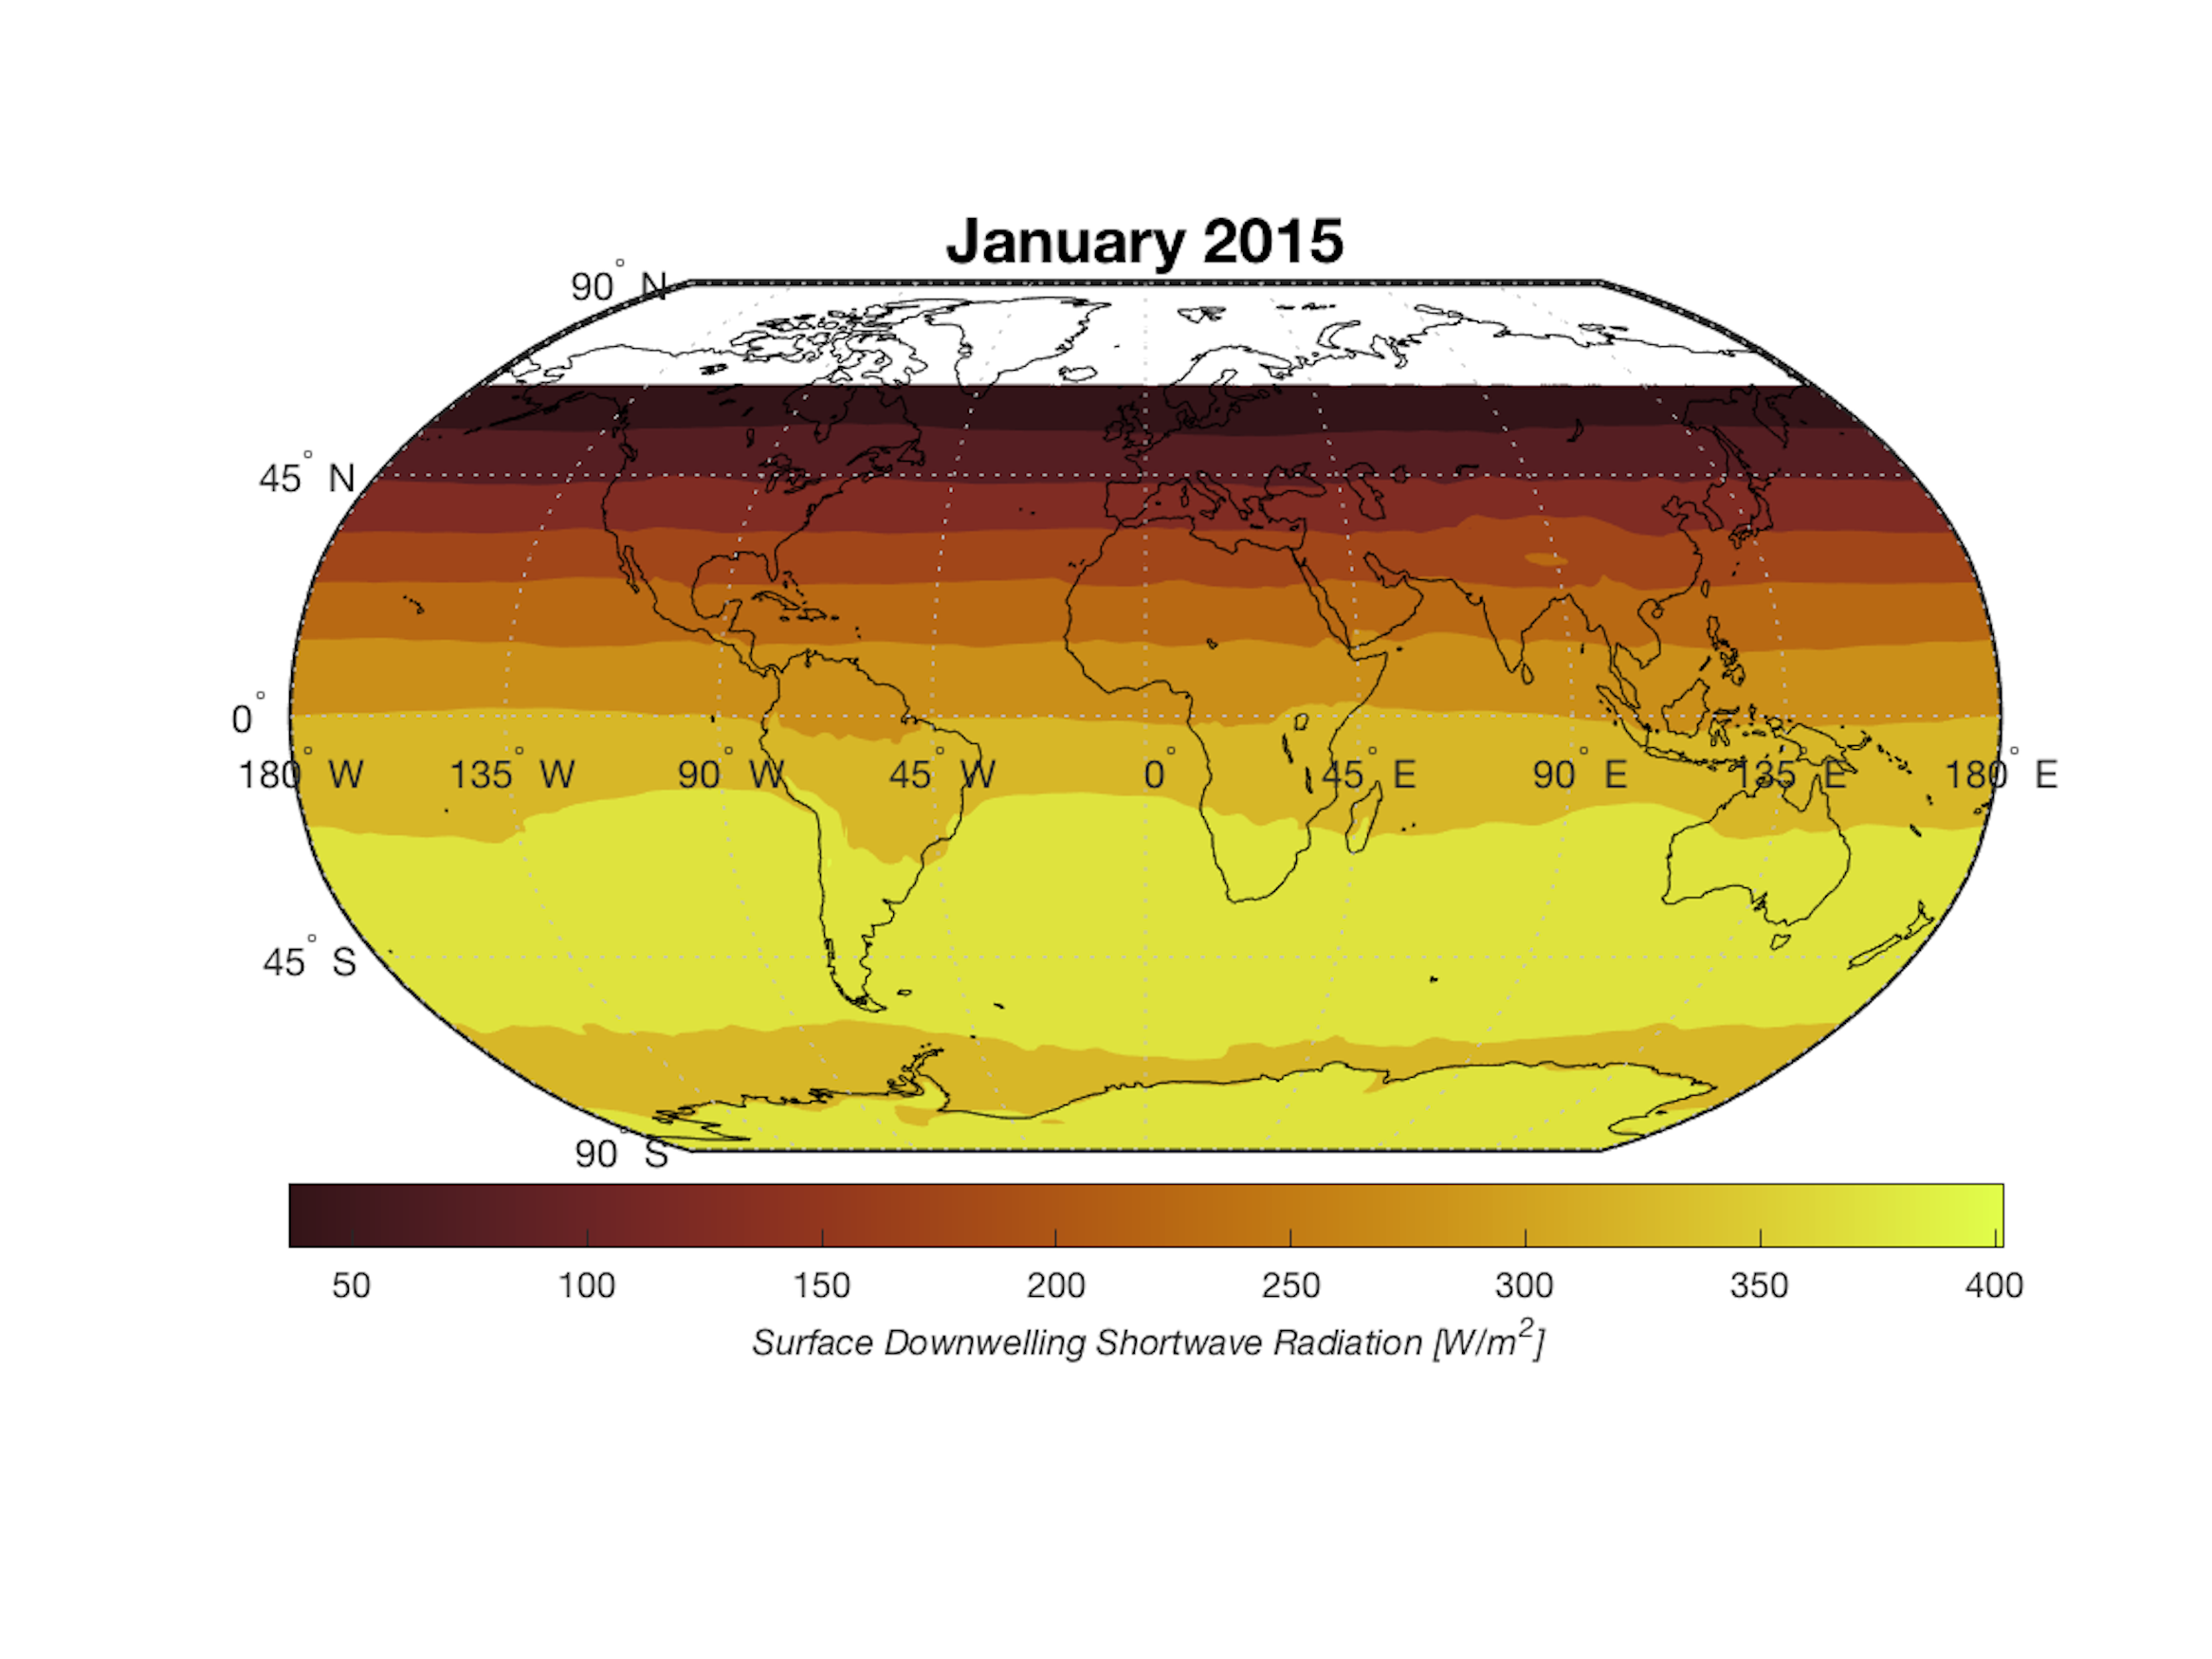 January 2015
90° N
45° N
0°
180° W 135° W 90° W 45° W 0° 45° E 90° E 135° E 180° E
45° S
90° S
50 100 150 200 250 300 350 400
Surface Downwelling Shortwave Radiation [W/m²]